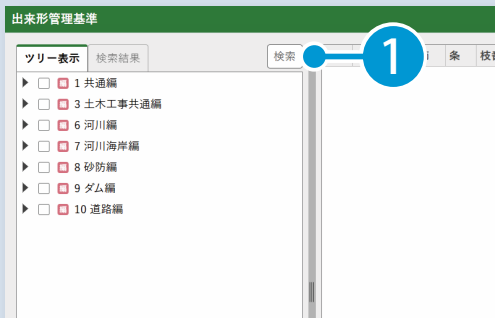 出来形管理基準
ツリー表示 検索結果 検索 1 条
1 共通編
3 土木工事共通編
6 河川編
7 河川海岸編
8 砂防編
9 ダム編
10 道路編